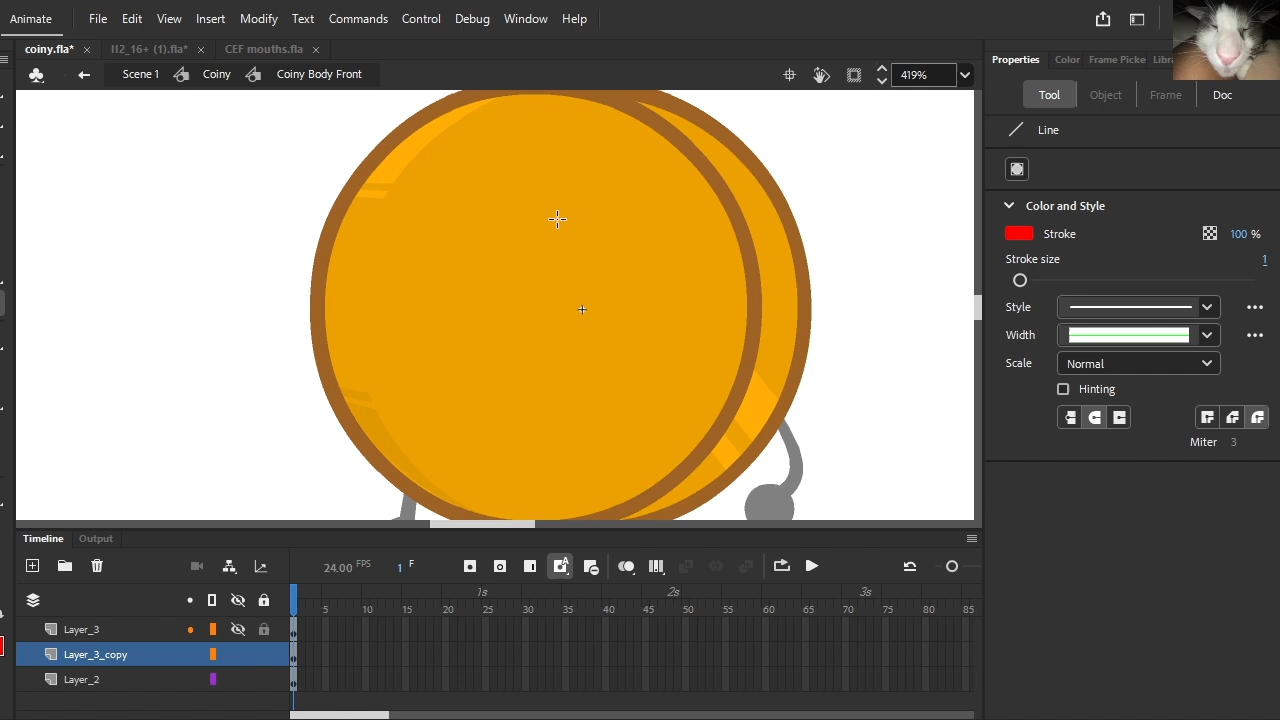 Animate File Edit View Insert Modify Text Commands Control Debug Window Help
coiny.fla* II2_16+ (1).fla* CEF mouths.fla
Properties Color Frame Picke Libra
Scene 1 Coiny Coiny Body Front 419%
Tool Object Frame Doc
Line
Color and Style
Stroke 100 %
Stroke size 1
Style
Width
Scale Normal
Hinting
Miter 3
Timeline Output
24.00 FPS 1 F
1s 2s 3s
5 10 15 20 25 30 35 40 45 50 55 60 65 70 75 80 85
Layer_3
Layer_3_copy
Layer_2